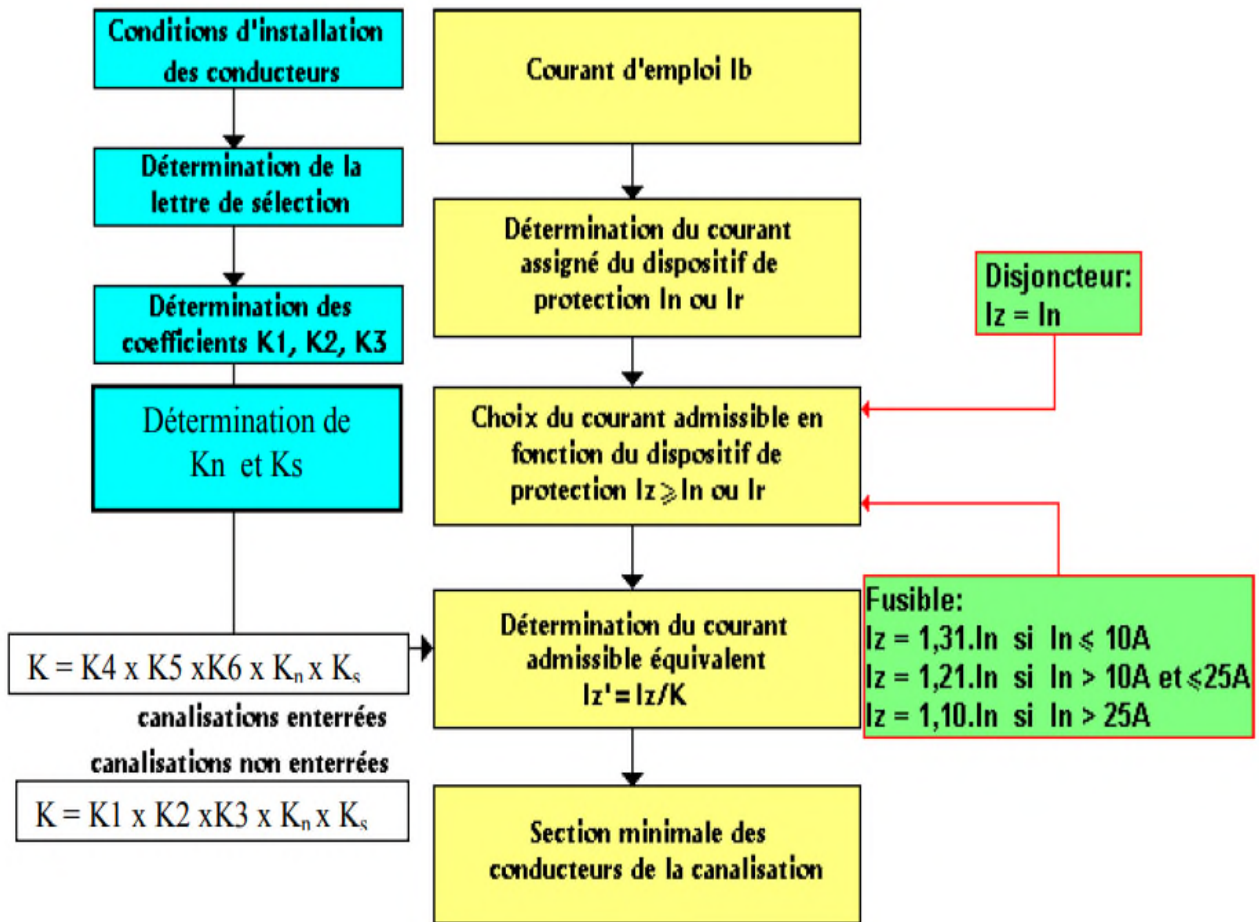 Conditions d'installation
des conducteurs
Détermination de la
lettre de sélection
Détermination des
coefficients K1, K2, K3
Détermination de
Kn et Ks
K = K4 x K5 xK6 x Kn x Ks
canalisations enterrées
canalisations non enterrées
K = K1 x K2 xK3 x Kn x Ks
Courant d'emploi Ib
Détermination du courant
assigné du dispositif de
protection In ou Ir
Choix du courant admissible en
fonction du dispositif de
protection Iz ⩾ In ou Ir
Détermination du courant
admissible équivalent
Iz' = Iz/K
Section minimale des
conducteurs de la canalisation
Disjoncteur:
Iz = In
Fusible:
Iz = 1,31.In si In ⩽ 10A
Iz = 1,21.In si In > 10A et ⩽25A
Iz = 1,10.In si In > 25A